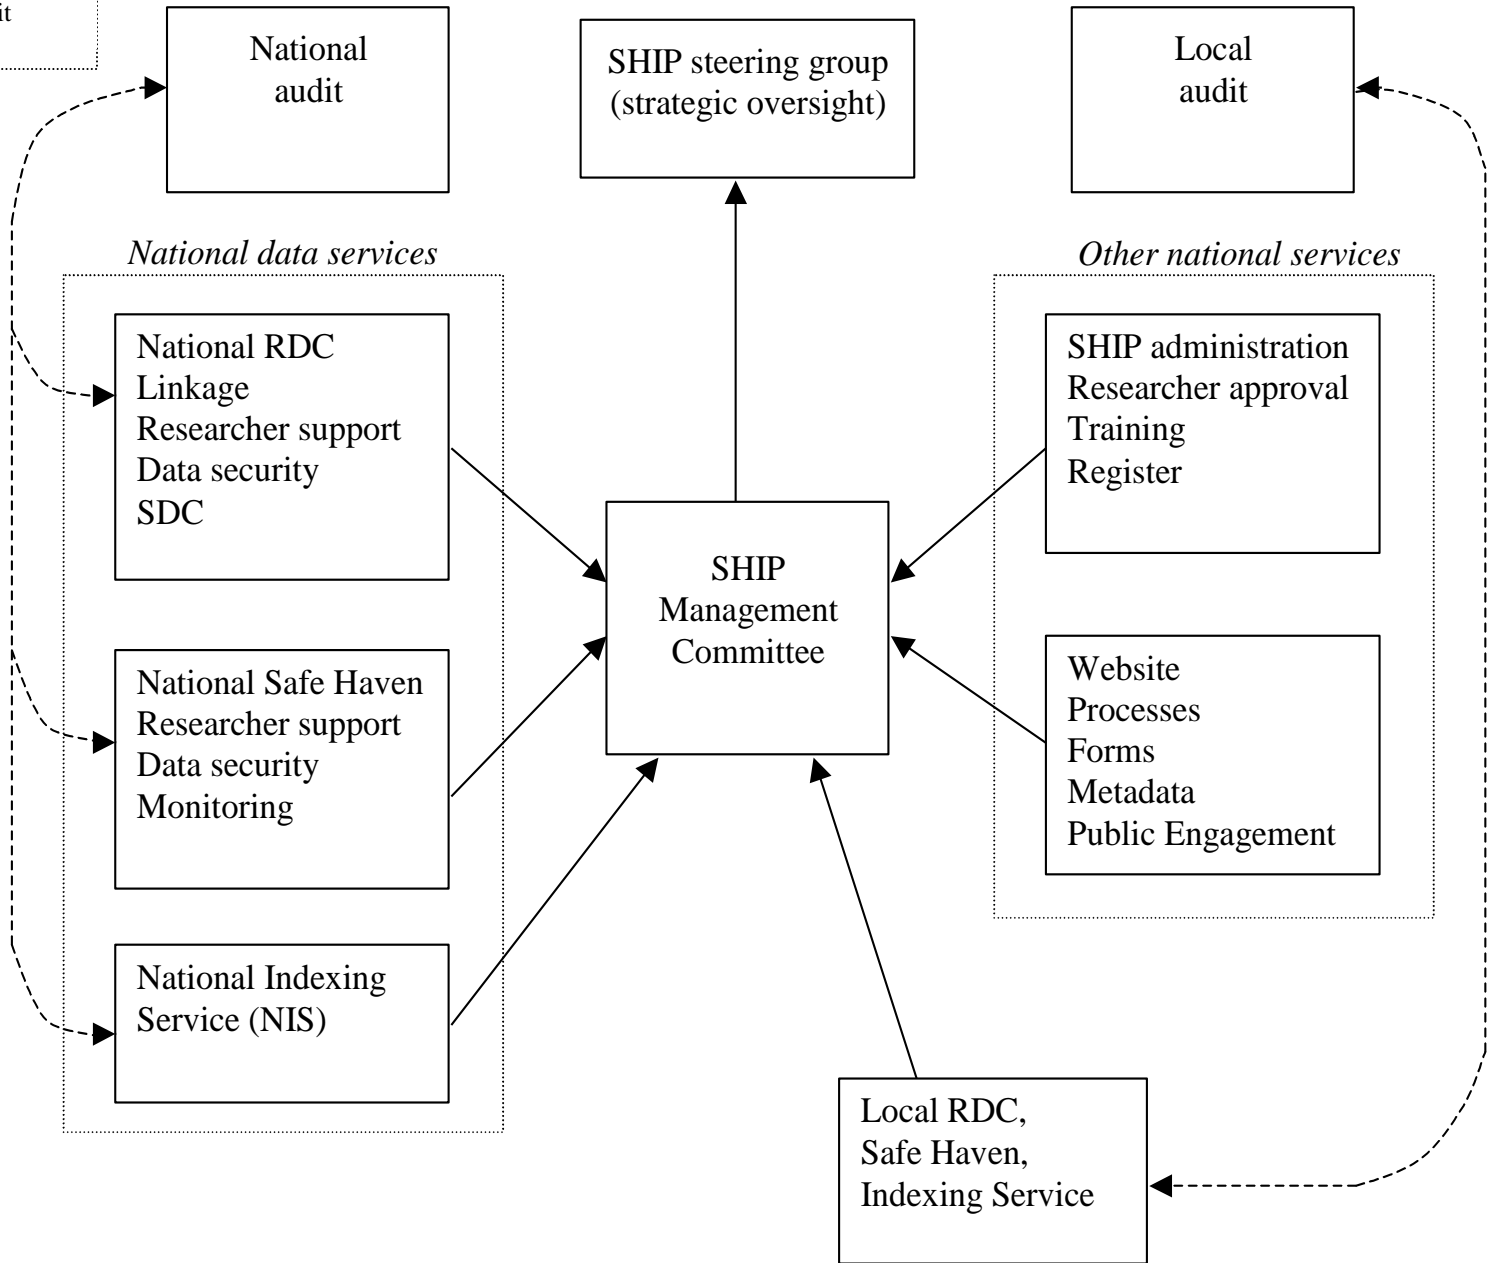 it
National
audit
SHIP steering group
(strategic oversight)
Local
audit
National data services
Other national services
National RDC
Linkage
Researcher support
Data security
SDC
SHIP administration
Researcher approval
Training
Register
SHIP
Management
Committee
National Safe Haven
Researcher support
Data security
Monitoring
Website
Processes
Forms
Metadata
Public Engagement
National Indexing
Service (NIS)
Local RDC,
Safe Haven,
Indexing Service